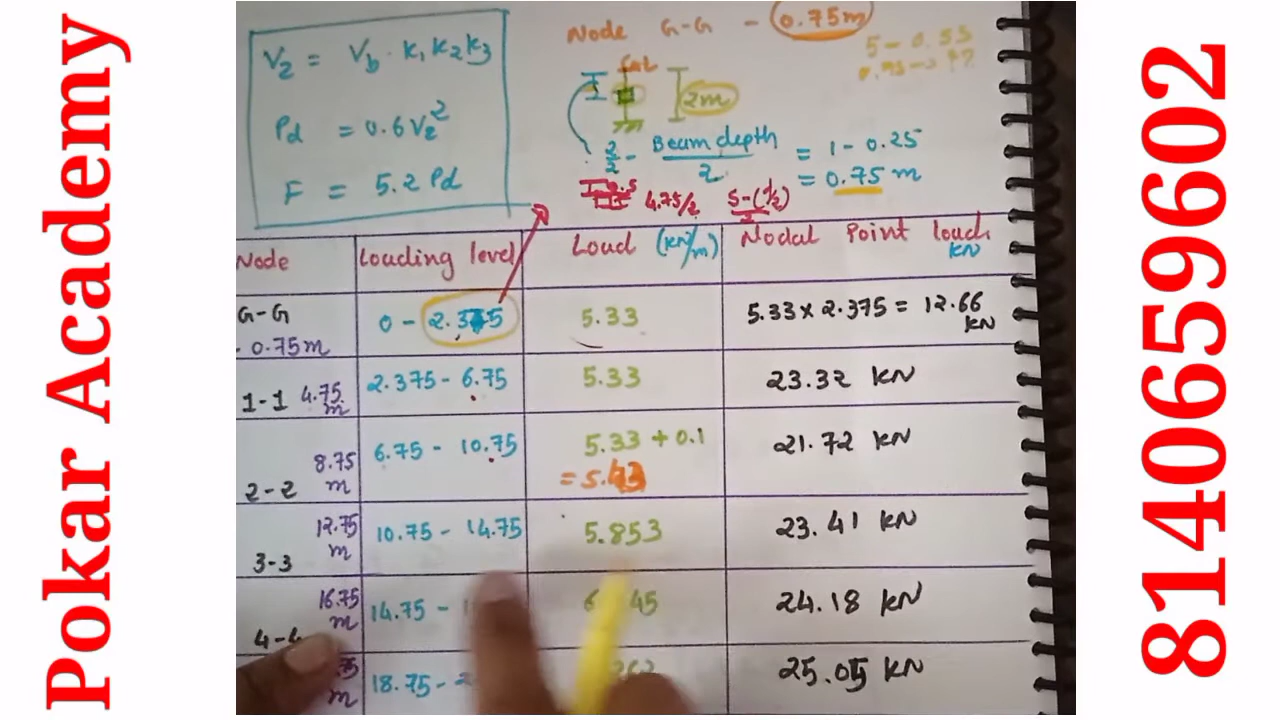 Pokar Academy
V2 = Vb . K1 K2 K3
Pd = 0.6 Vz²
F = 5.2 Pd
Node G-G - 0.75m
G.L
2m
2/2 - Beam depth/2 = 1 - 0.25
= 0.75 m
4.75/2
Node
Loading level
Load (kN/m)
Nodal Point load. kN
G-G
0.75m
0 - 2.375
5.33
5.33 x 2.375 = 12.66 kN
1-1 4.75 m
2.375 - 6.75
5.33
23.32 kN
2-2 8.75 m
6.75 - 10.75
5.33 + 0.1
= 5.43
21.72 kN
3-3 12.75 m
10.75 - 14.75
5.853
23.41 kN
4-4 16.75 m
14.75 -
24.18 kN
m
18.75 -
25.05 kN
8140659602